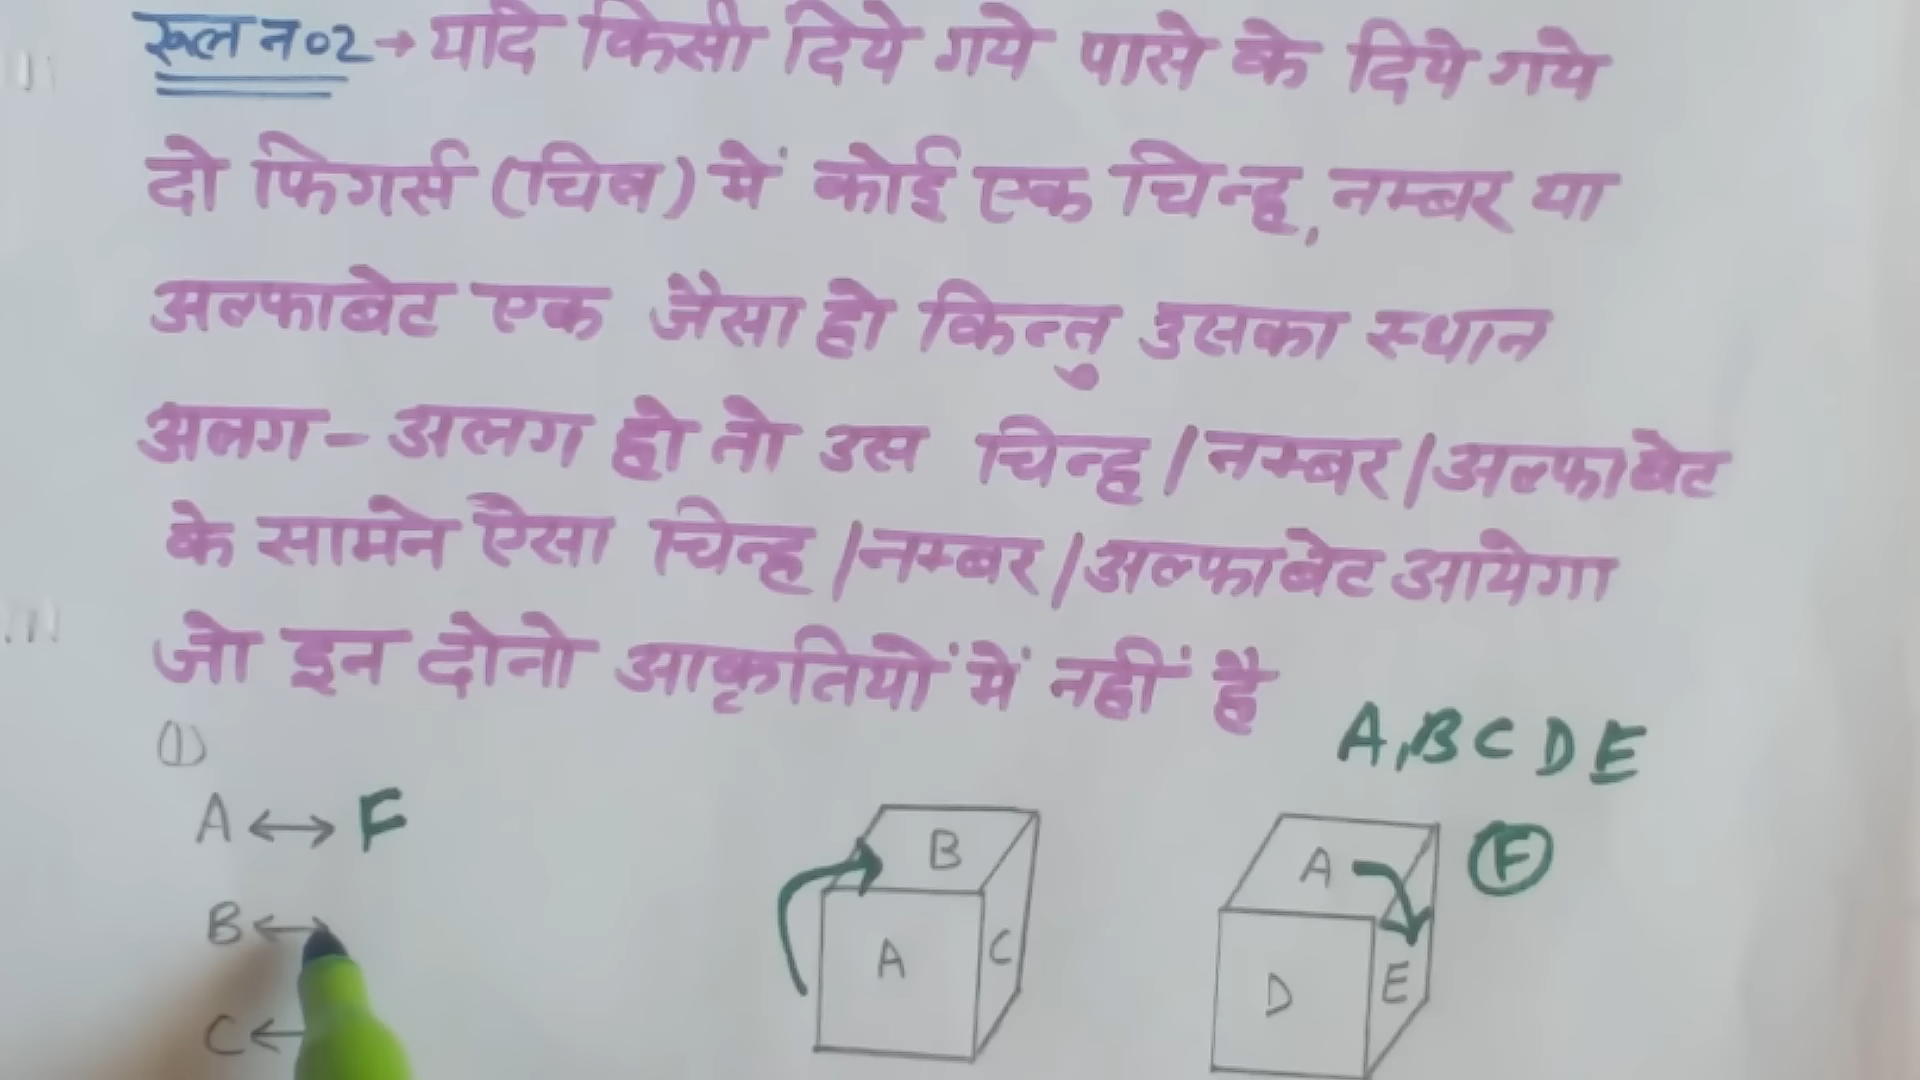 रूल न०2→ यदि किसी दिये गये पासे के दिये गये
दो फिगर्स (चित्र) में कोई एक चिन्ह, नम्बर या
अल्फाबेट एक जैसा हो किन्तु उसका स्थान
अलग-अलग हो तो उस चिन्ह/नम्बर/अल्फाबेट
के सामने ऐसा चिन्ह/नम्बर/अल्फाबेट आयेगा
जो इन दोनो आकृतियों में नहीं है
A,B C D E
(1)
A ↔ F
B ↔
C ←
B
A
C
A
D
E
F